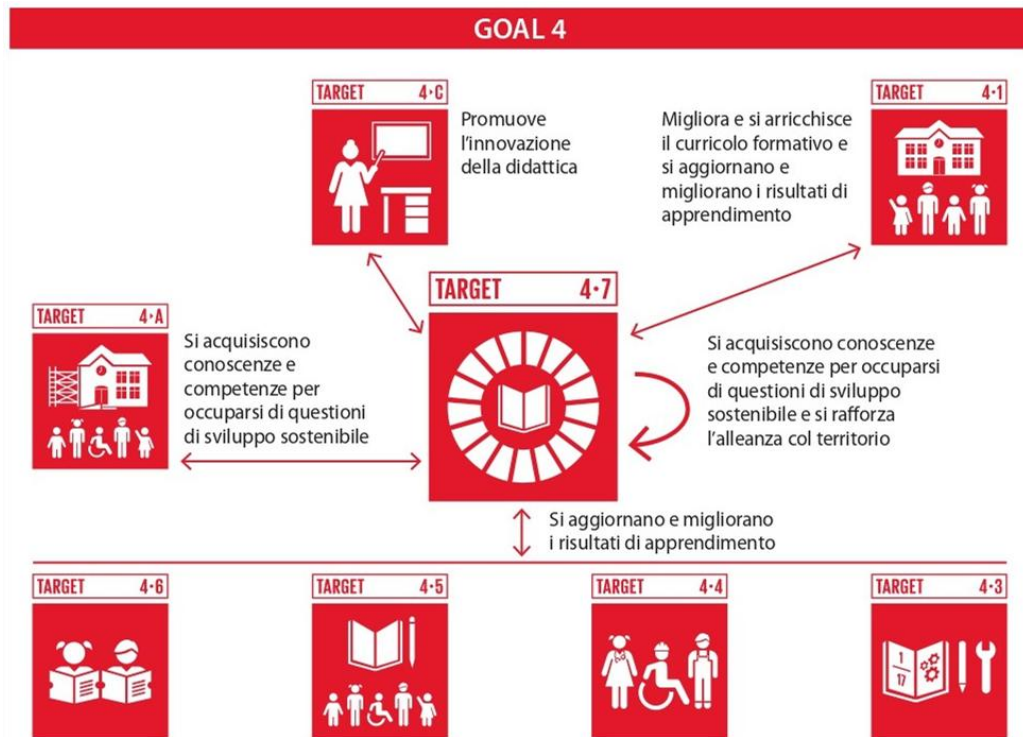 GOAL 4
TARGET 4·C
Promuove
l'innovazione
della didattica
Migliora e si arricchisce
il curricolo formativo e
si aggiornano e
migliorano i risultati di
apprendimento
TARGET 4·1
TARGET 4·7
TARGET 4·A
Si acquisiscono
conoscenze e
competenze per
occuparsi di questioni
di sviluppo sostenibile
Si acquisiscono conoscenze
e competenze per occuparsi
di questioni di sviluppo
sostenibile e si rafforza
l'alleanza col territorio
Si aggiornano e migliorano
i risultati di apprendimento
TARGET 4·6
TARGET 4·5
TARGET 4·4
TARGET 4·3
1
17